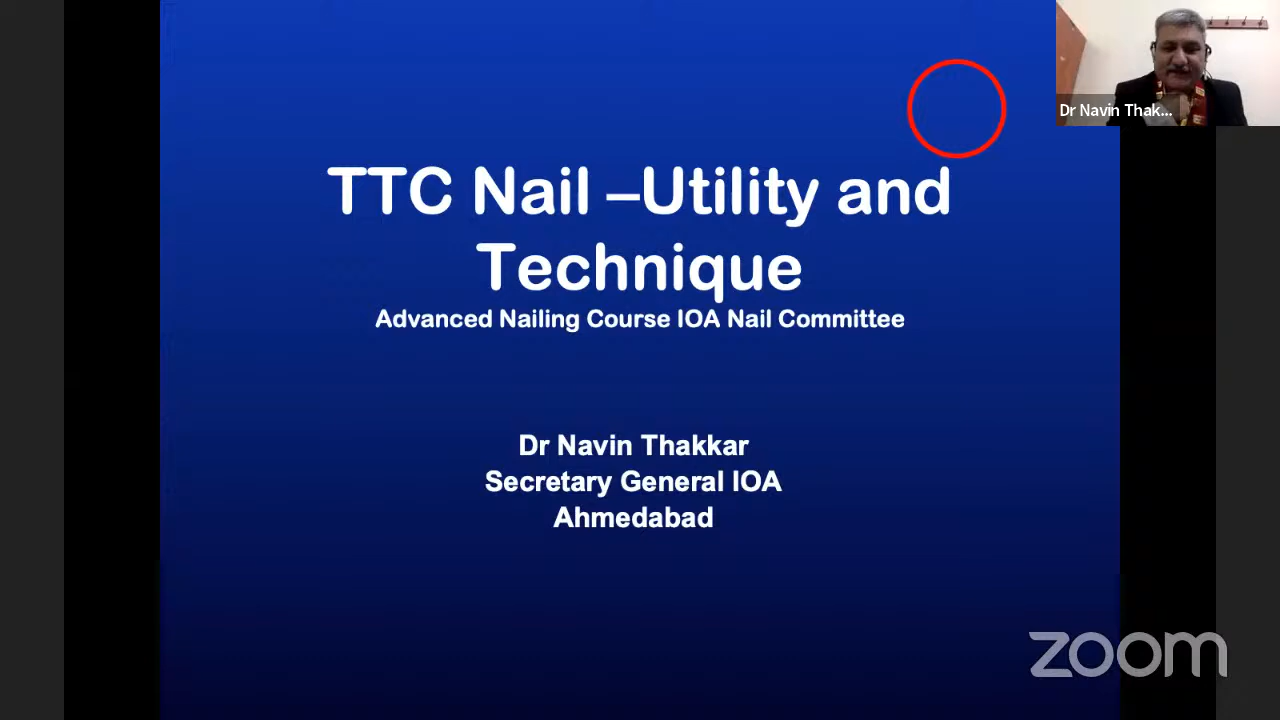 TTC Nail –Utility and
Technique
Advanced Nailing Course IOA Nail Committee
Dr Navin Thakkar
Secretary General IOA
Ahmedabad
Dr Navin Thak...
zoom